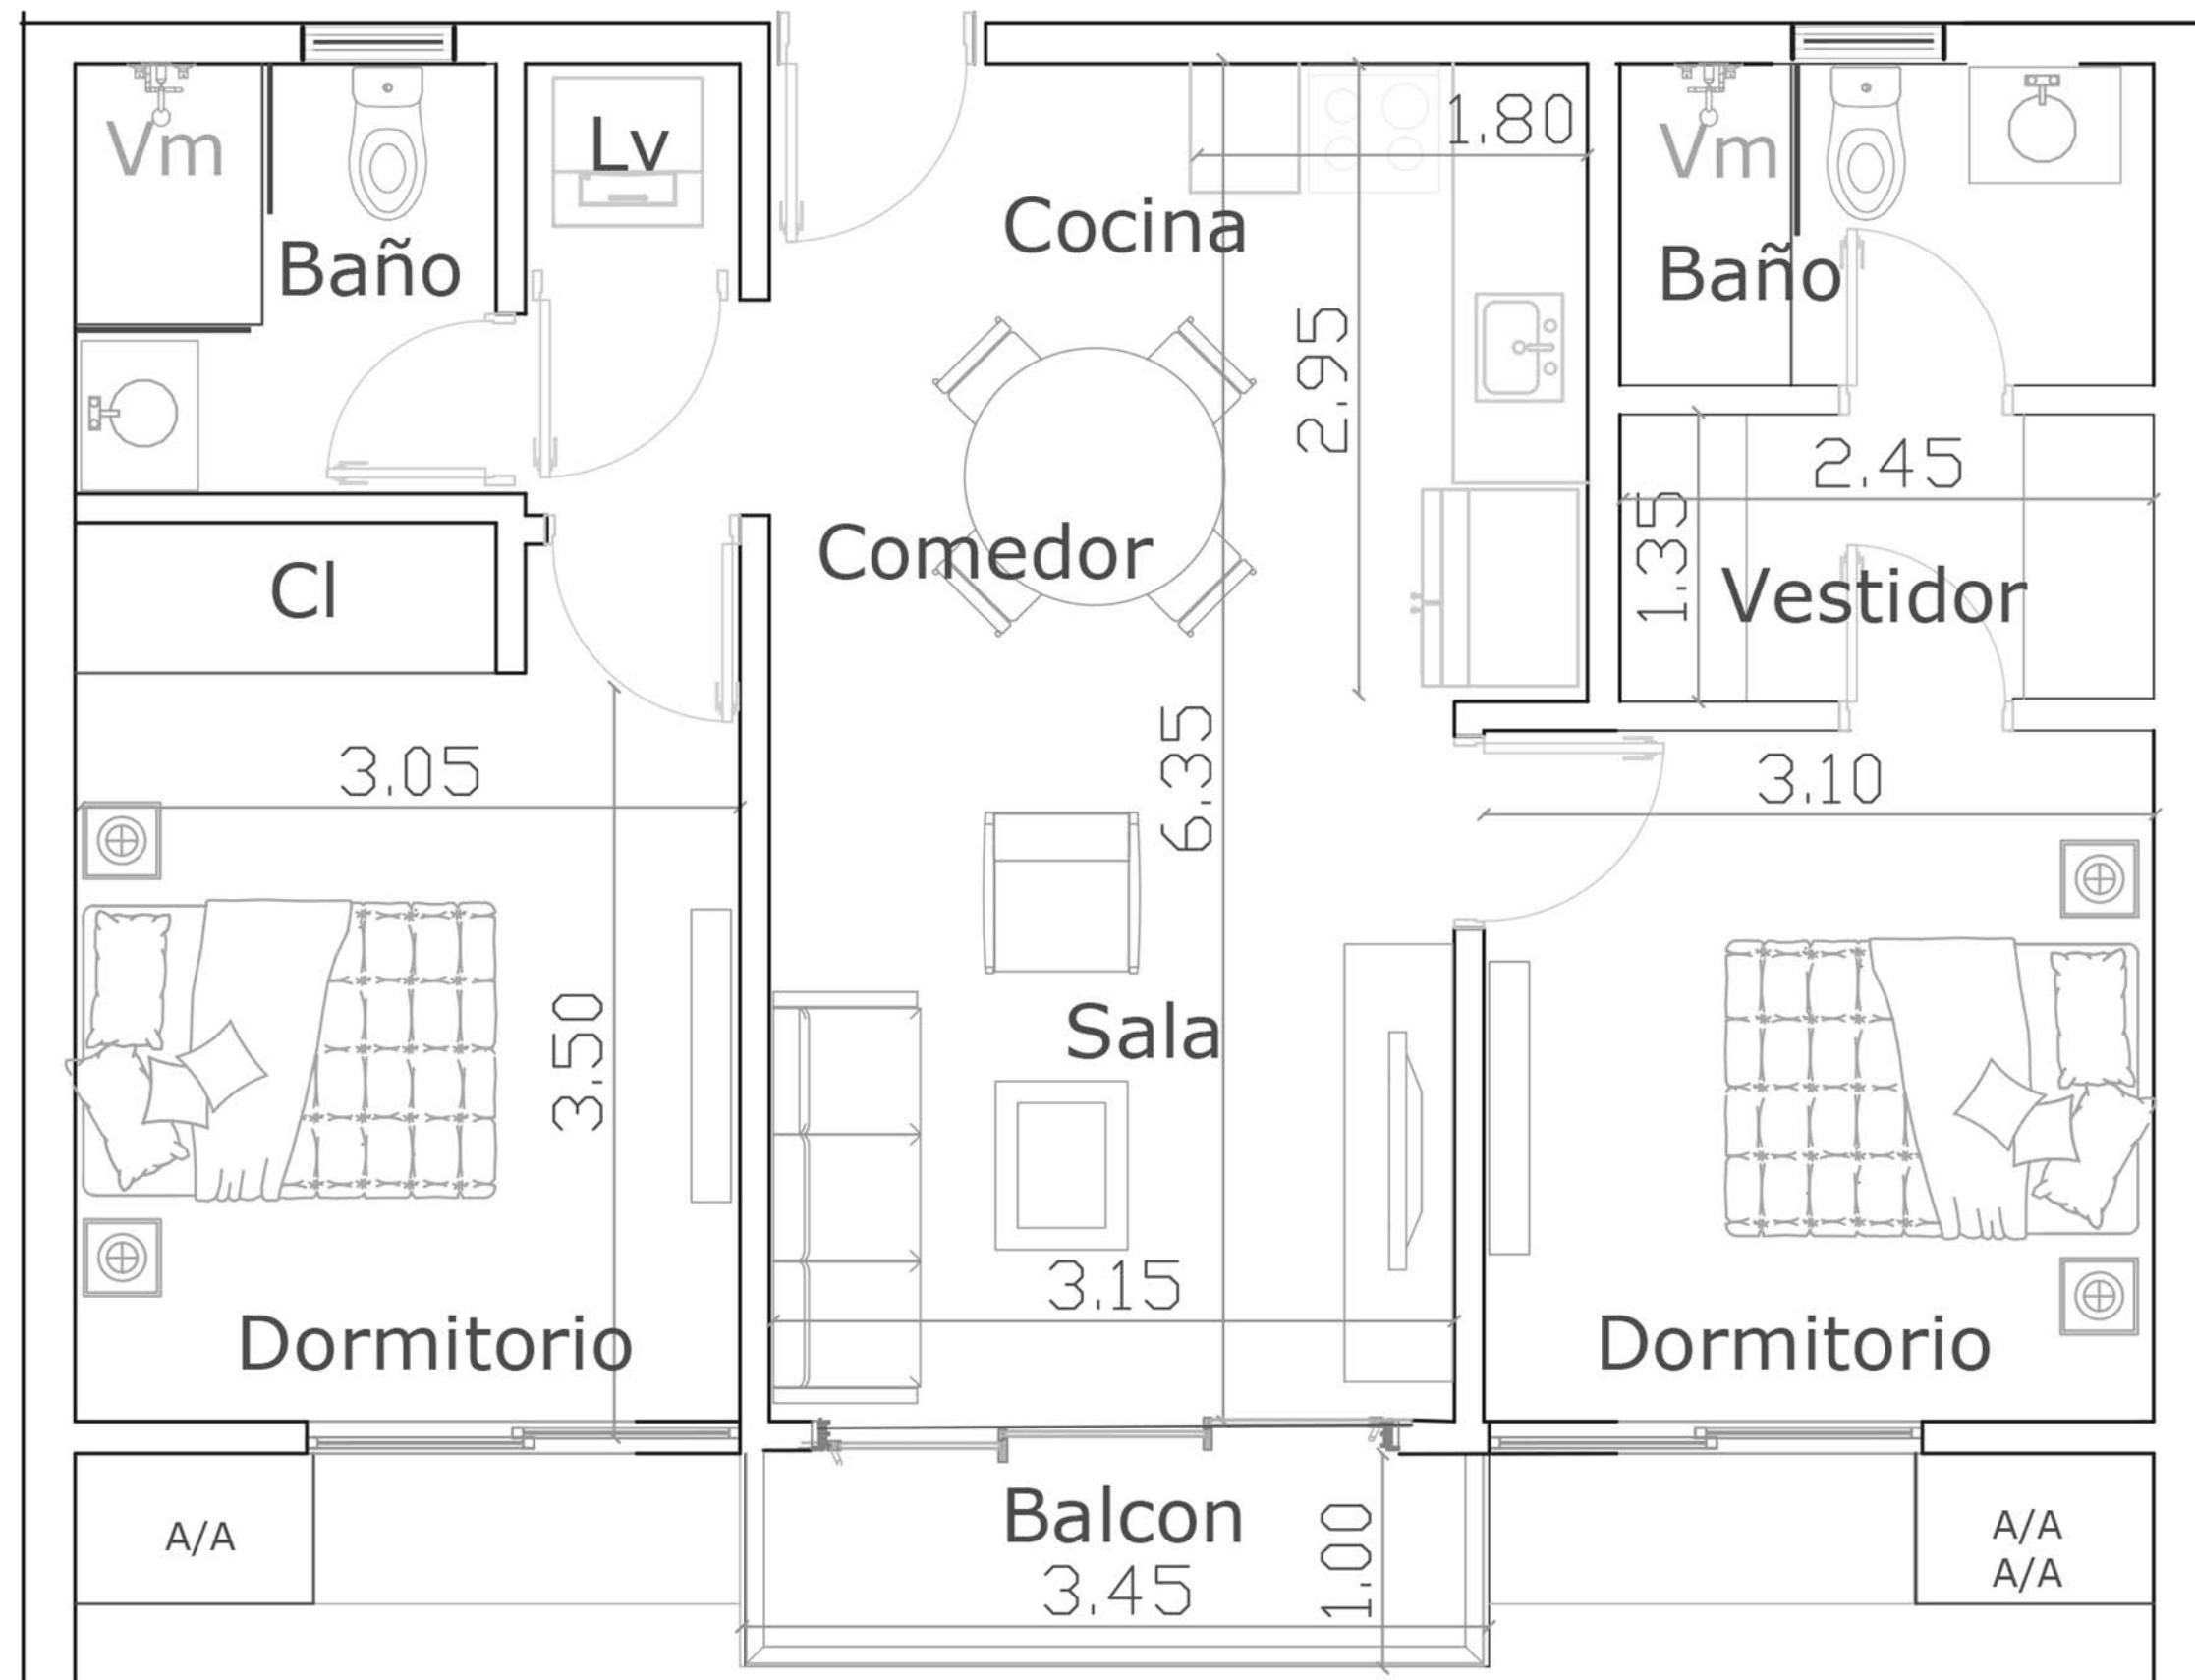 Vm
Lv
1.80
Vm
Cocina
Baño
Baño
2.95
2.45
Comedor
1.35
Cl
Vestidor
3.05
6.35
3.10
3.50
Sala
3.15
Dormitorio
Dormitorio
Balcon
1.00
A/A
A/A
A/A
3.45